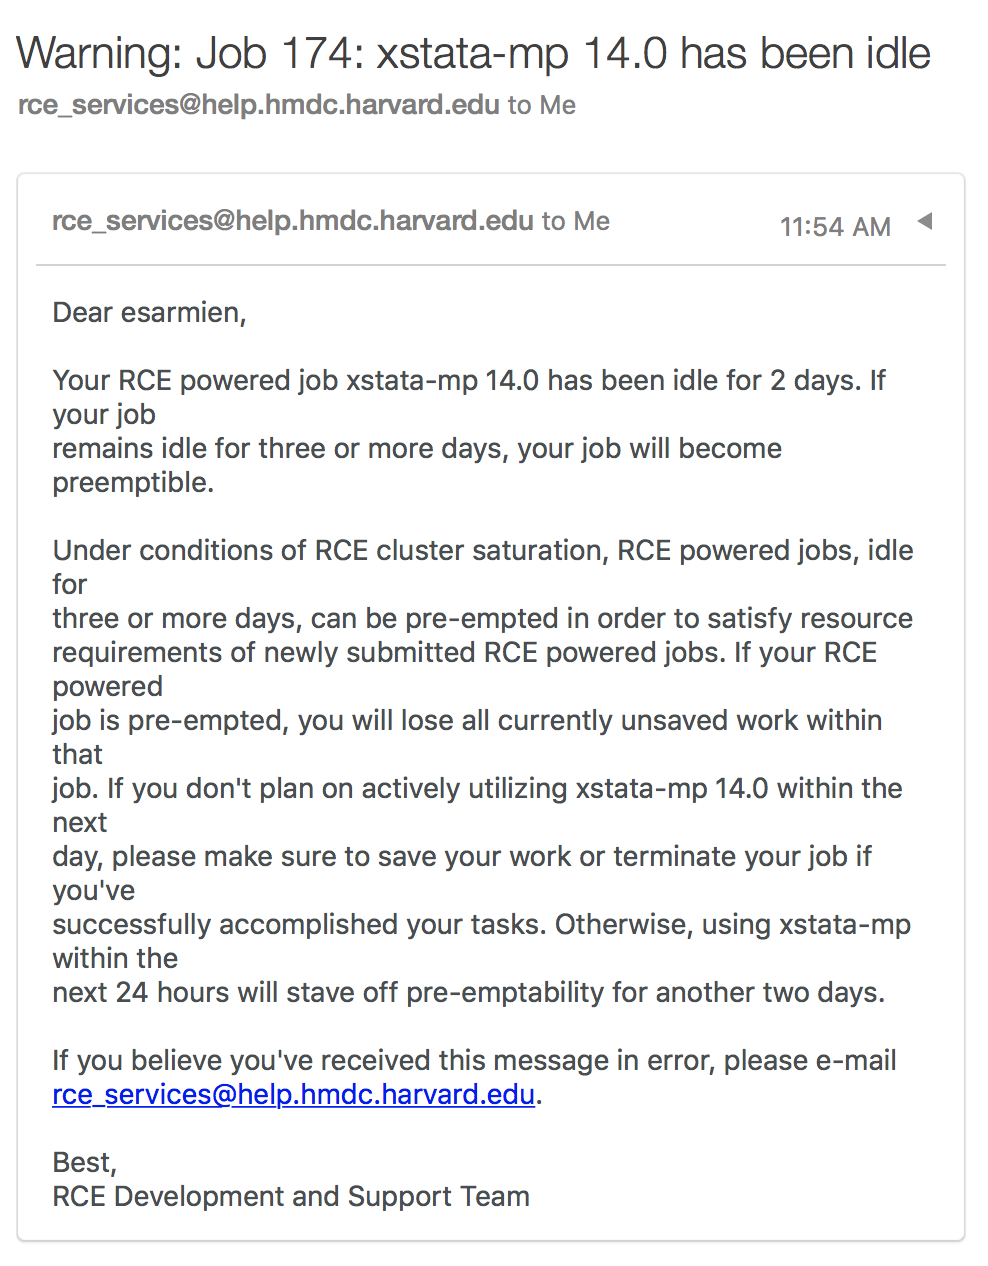 Warning: Job 174: xstata-mp 14.0 has been idle
rce_services@help.hmdc.harvard.edu to Me
rce_services@help.hmdc.harvard.edu to Me
11:54 AM
Dear esarmien,
Your RCE powered job xstata-mp 14.0 has been idle for 2 days. If
your job
remains idle for three or more days, your job will become
preemptible.
Under conditions of RCE cluster saturation, RCE powered jobs, idle
for
three or more days, can be pre-empted in order to satisfy resource
requirements of newly submitted RCE powered jobs. If your RCE
powered
job is pre-empted, you will lose all currently unsaved work within
that
job. If you don't plan on actively utilizing xstata-mp 14.0 within the
next
day, please make sure to save your work or terminate your job if
you've
successfully accomplished your tasks. Otherwise, using xstata-mp
within the
next 24 hours will stave off pre-emptability for another two days.
If you believe you've received this message in error, please e-mail
rce_services@help.hmdc.harvard.edu.
Best,
RCE Development and Support Team